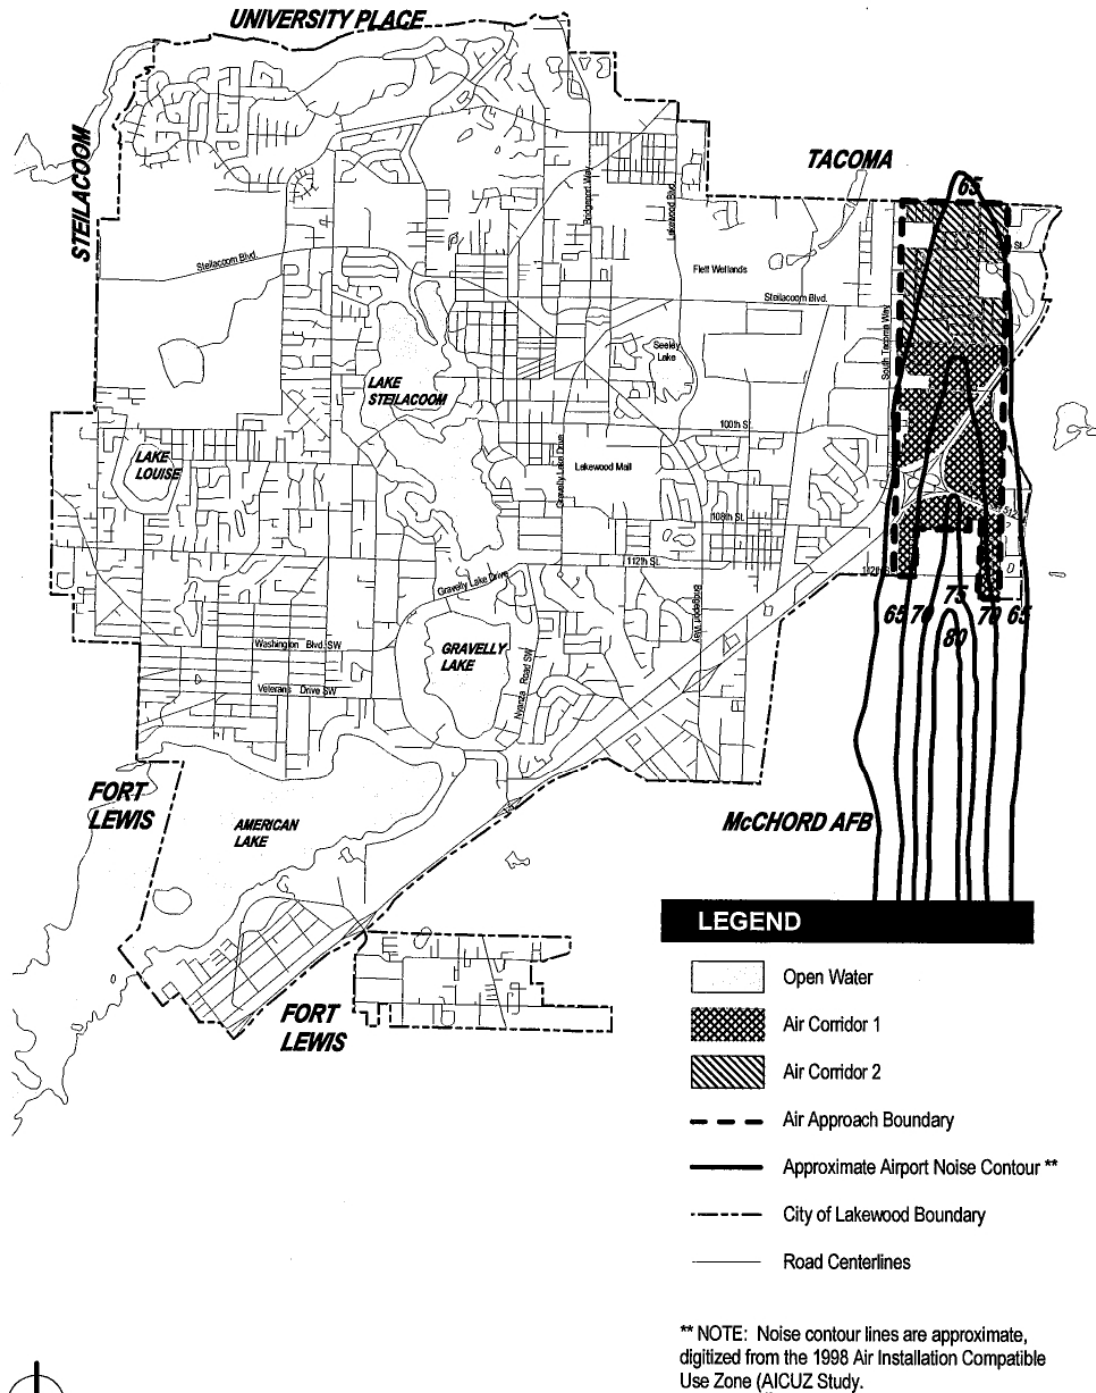 UNIVERSITY PLACE
STEILACOOM
TACOMA
65
Bridgeport Way
Lakewood Blvd.
St.
Steilacoom Blvd.
Flett Wetlands
Steilacoom Blvd.
South Tacoma Way
Seeley
Lake
LAKE
STEILACOOM
100th St.
LAKE
LOUISE
Gravelly Lake Drive
Lakewood Mall
108th St.
512
112th St.
112th S
Gravelly Lake Drive
Bridgeport Way
75
65 70
70 65
80
Washington Blvd. SW
GRAVELLY
LAKE
Nyanza Road SW
Veterans Drive SW
FORT
LEWIS
AMERICAN
LAKE
McCHORD AFB
FORT
LEWIS
LEGEND
Open Water
Air Corridor 1
Air Corridor 2
Air Approach Boundary
Approximate Airport Noise Contour **
City of Lakewood Boundary
Road Centerlines
** NOTE: Noise contour lines are approximate,
digitized from the 1998 Air Installation Compatible
Use Zone (AICUZ Study.